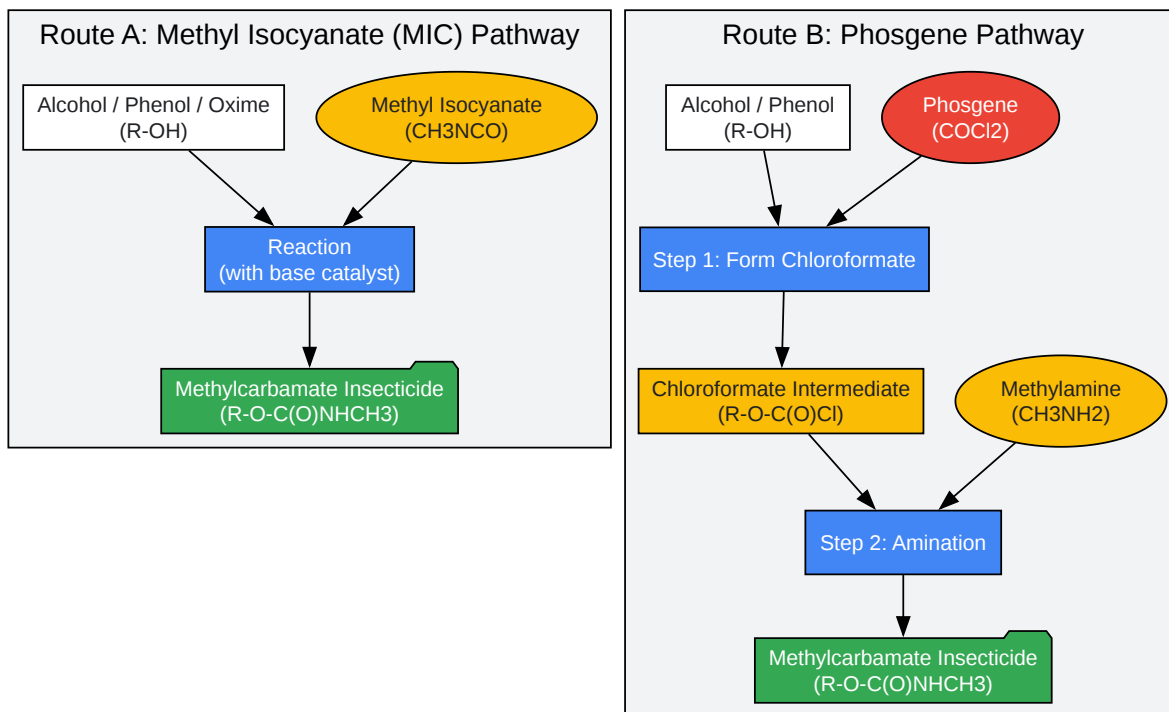 Route A: Methyl Isocyanate (MIC) Pathway
Alcohol / Phenol / Oxime
(R-OH)
Methyl Isocyanate
(CH3NCO)
Reaction
(with base catalyst)
Methylcarbamate Insecticide
(R-O-C(O)NHCH3)
Route B: Phosgene Pathway
Alcohol / Phenol
(R-OH)
Phosgene
(COCl2)
Step 1: Form Chloroformate
Chloroformate Intermediate
(R-O-C(O)Cl)
Methylamine
(CH3NH2)
Step 2: Amination
Methylcarbamate Insecticide
(R-O-C(O)NHCH3)